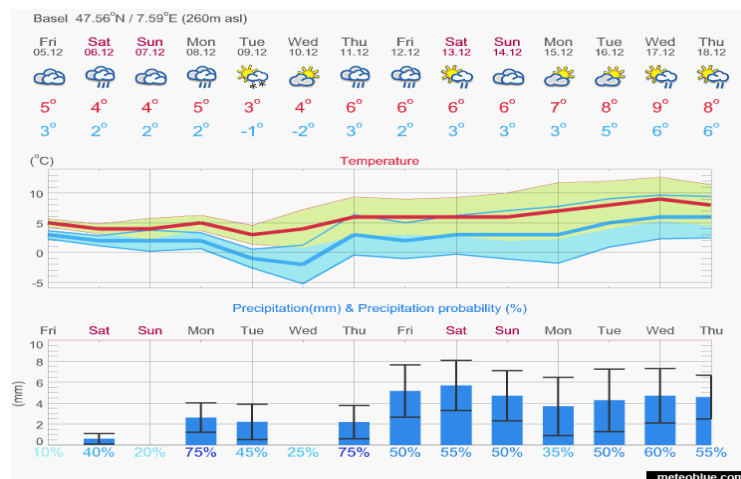 Basel 47.56°N / 7.59°E (260m asl)
Fri Sat Sun Mon Tue Wed Thu Fri Sat Sun Mon Tue Wed Thu
05.12 06.12 07.12 08.12 09.12 10.12 11.12 12.12 13.12 14.12 15.12 16.12 17.12 18.12
5° 4° 4° 5° 3° 4° 6° 6° 6° 6° 7° 8° 9° 8°
3° 2° 2° 2° -1° -2° 3° 2° 3° 3° 3° 5° 6° 6°
(°C) Temperature
10
5
0
-5
Precipitation(mm) & Precipitation probability (%)
Fri Sat Sun Mon Tue Wed Thu Fri Sat Sun Mon Tue Wed Thu
10
8
6
(mm)
4
2
0
10% 40% 20% 75% 45% 25% 75% 50% 55% 50% 35% 50% 60% 55%
meteoblue.com